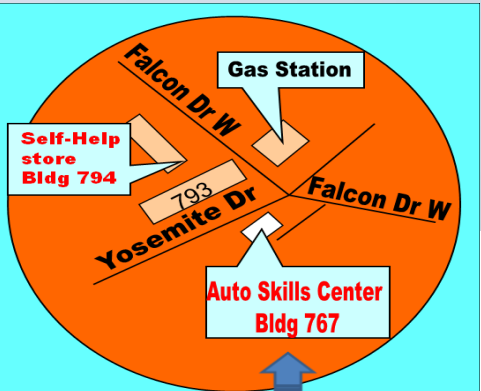 Falcon Dr W
Gas Station
Self-Help
store
Bldg 794
793
Falcon Dr W
Yosemite Dr
Auto Skills Center
Bldg 767